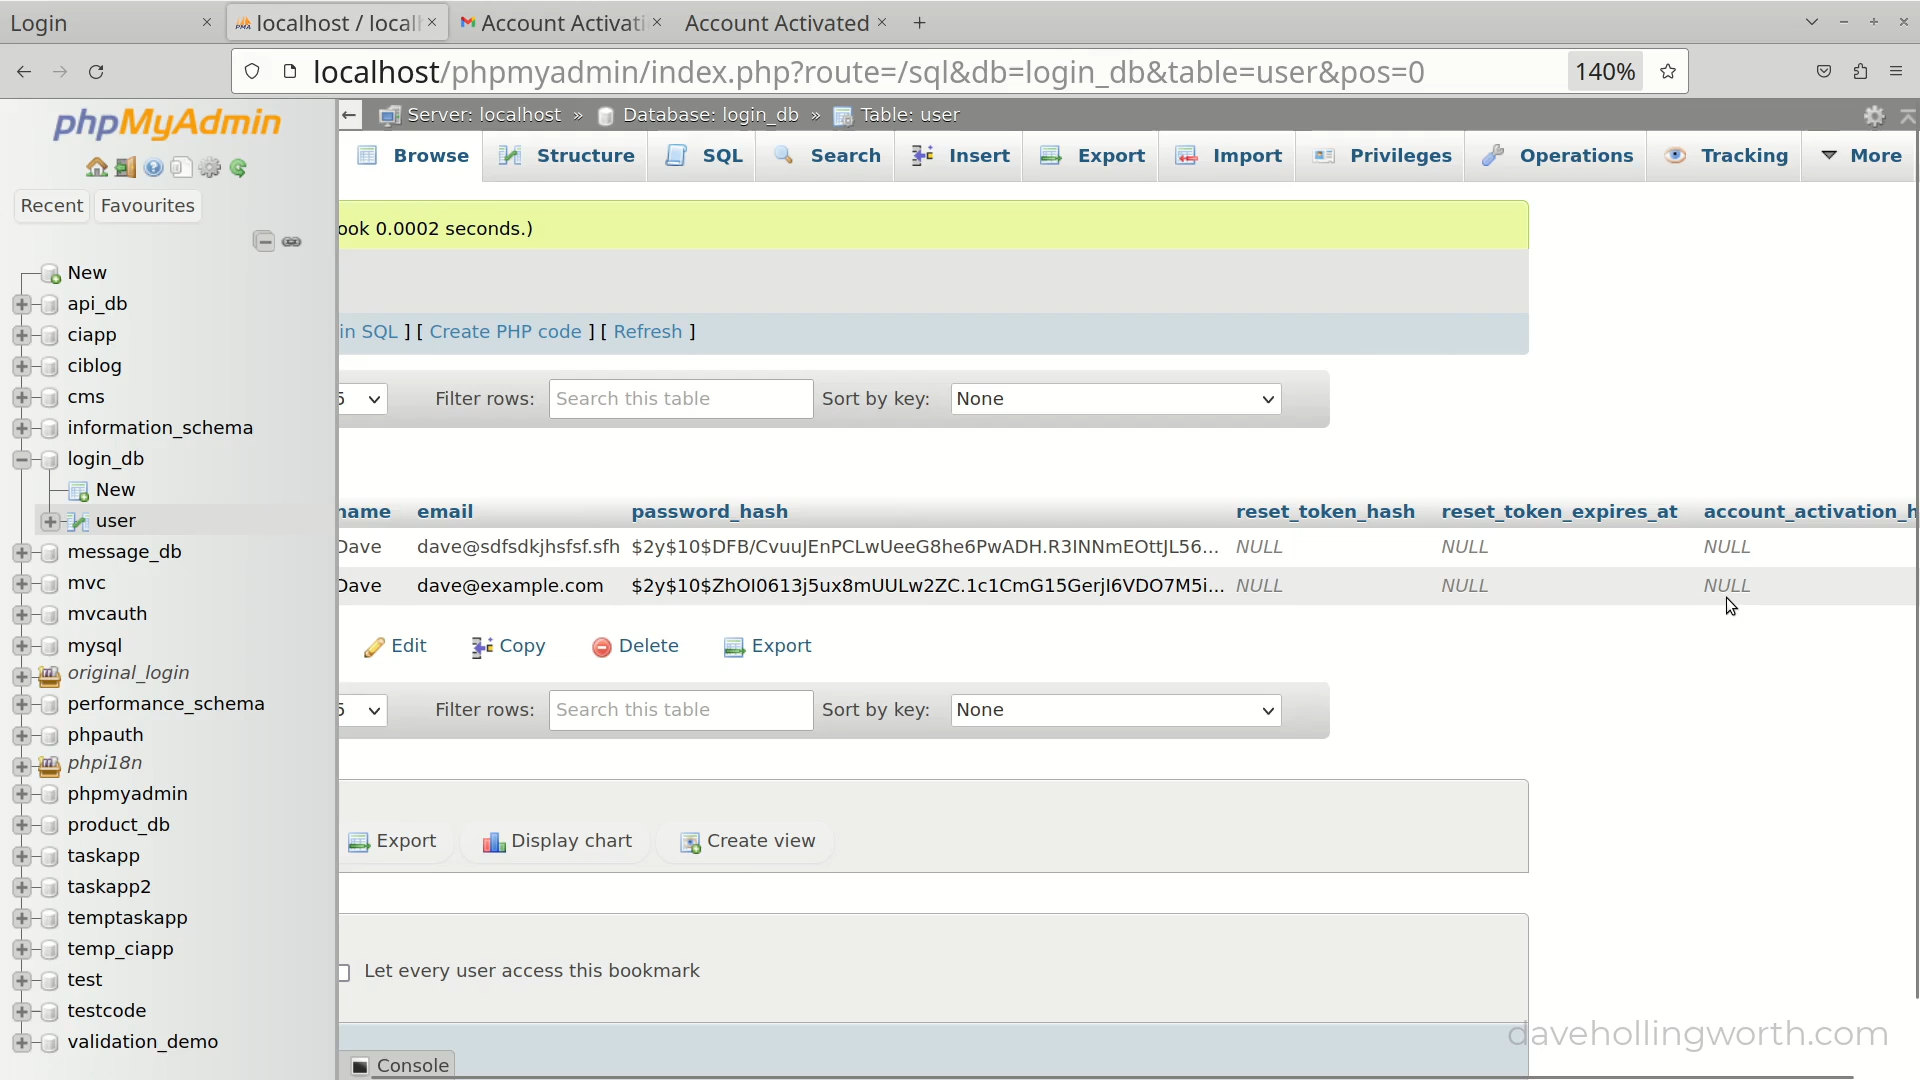 Login
localhost / local
Account Activati
Account Activated
localhost/phpmyadmin/index.php?route=/sql&db=login_db&table=user&pos=0
140%
phpMyAdmin
Recent
Favourites
New
api_db
ciapp
ciblog
cms
information_schema
login_db
New
user
message_db
mvc
mvcauth
mysql
original_login
performance_schema
phpauth
phpi18n
phpmyadmin
product_db
taskapp
taskapp2
temptaskapp
temp_ciapp
test
testcode
validation_demo
Server: localhost » Database: login_db » Table: user
Browse Structure SQL Search Insert Export Import Privileges Operations Tracking More
ook 0.0002 seconds.)
in SQL ] [ Create PHP code ] [ Refresh ]
5 Filter rows: Search this table Sort by key: None
name email password_hash reset_token_hash reset_token_expires_at account_activation_h
Dave dave@sdfsdkjhsfsf.sfh $2y$10$DFB/CvuuJEnPCLwUeeG8he6PwADH.R3INNmEOttJL56... NULL NULL NULL
Dave dave@example.com $2y$10$ZhOI0613j5ux8mUULw2ZC.1c1CmG15GerjI6VDO7M5i... NULL NULL NULL
Edit Copy Delete Export
5 Filter rows: Search this table Sort by key: None
Export Display chart Create view
Let every user access this bookmark
Console
davehollingworth.com